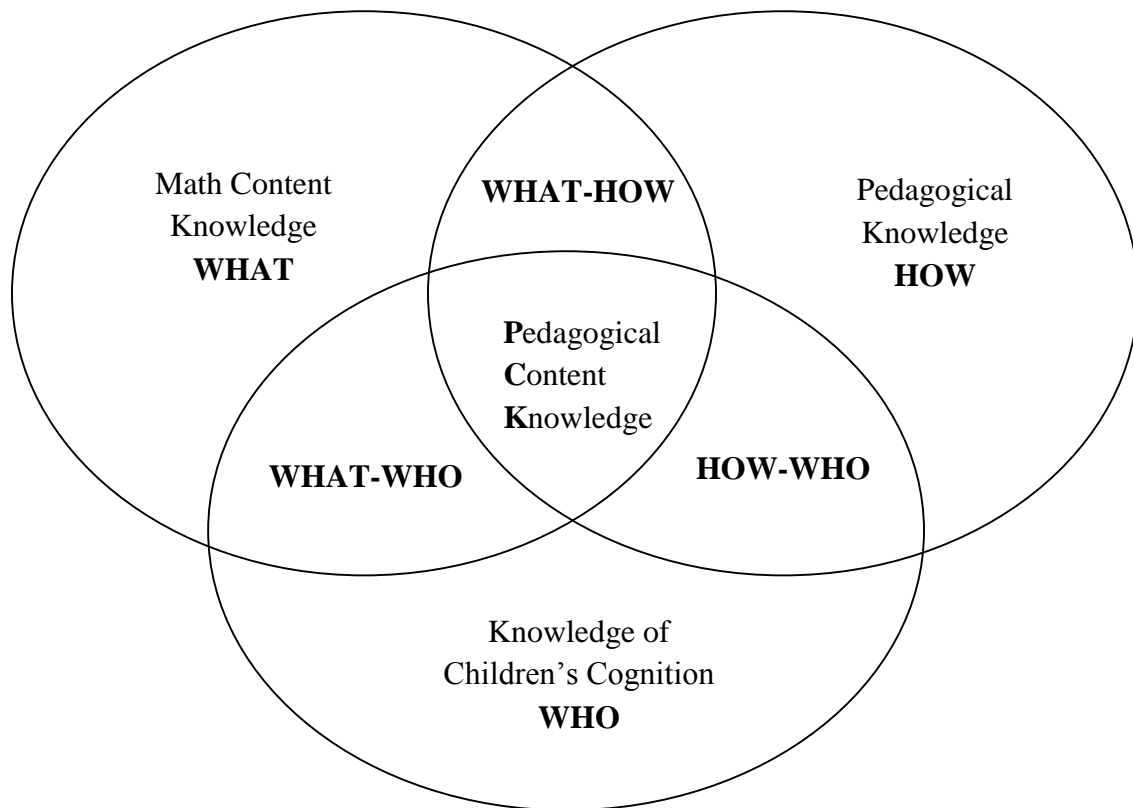 Math Content
Knowledge
WHAT
WHAT-HOW
Pedagogical
Knowledge
HOW
Pedagogical
Content
Knowledge
WHAT-WHO
HOW-WHO
Knowledge of
Children’s Cognition
WHO